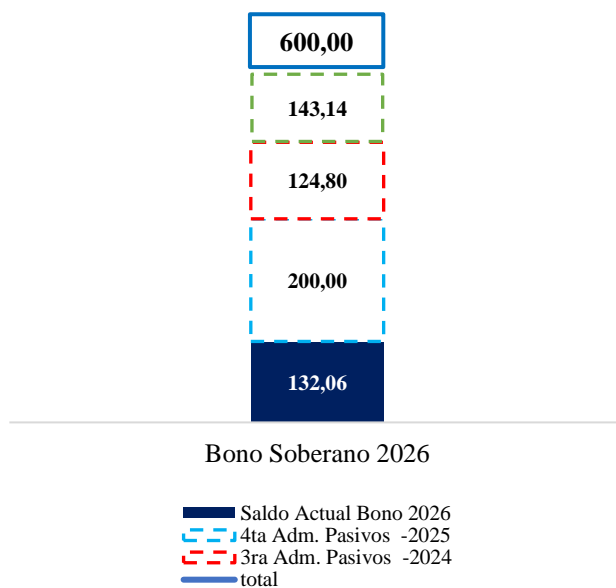 600,00
143,14
124,80
200,00
132,06
Bono Soberano 2026
Saldo Actual Bono 2026
4ta Adm. Pasivos -2025
3ra Adm. Pasivos -2024
total